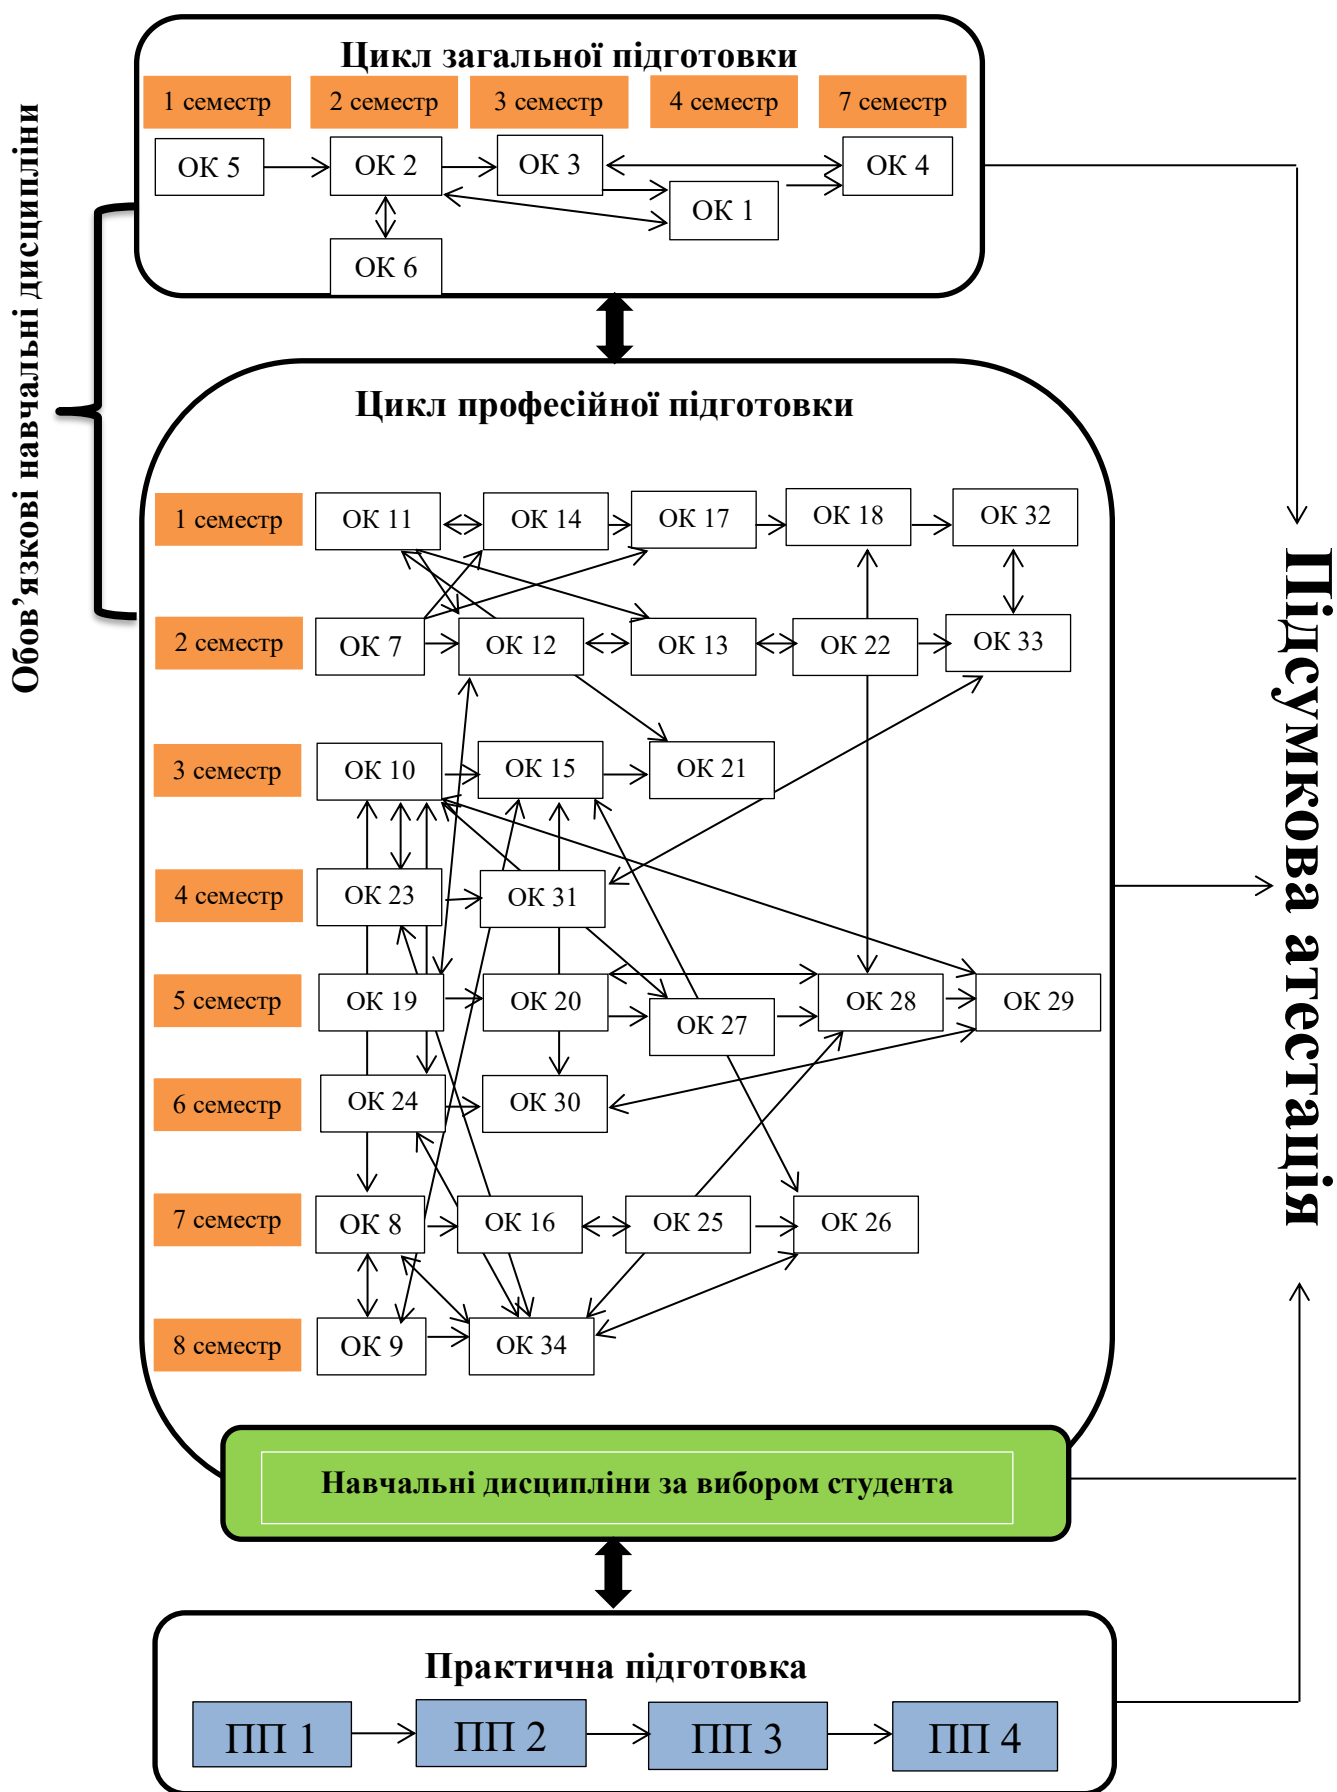 Цикл загальної підготовки
1 семестр
2 семестр
3 семестр
4 семестр
7 семестр
ОК 5
ОК 2
ОК 3
ОК 4
ОК 1
ОК 6
Обов’язкові навчальні дисципліни
Цикл професійної підготовки
1 семестр
ОК 11
ОК 14
ОК 17
ОК 18
ОК 32
2 семестр
ОК 7
ОК 12
ОК 13
ОК 22
ОК 33
3 семестр
ОК 10
ОК 15
ОК 21
4 семестр
ОК 23
ОК 31
5 семестр
ОК 19
ОК 20
ОК 27
ОК 28
ОК 29
6 семестр
ОК 24
ОК 30
7 семестр
ОК 8
ОК 16
ОК 25
ОК 26
8 семестр
ОК 9
ОК 34
Підсумкова атестація
Навчальні дисципліни за вибором студента
Практична підготовка
ПП 1
ПП 2
ПП 3
ПП 4